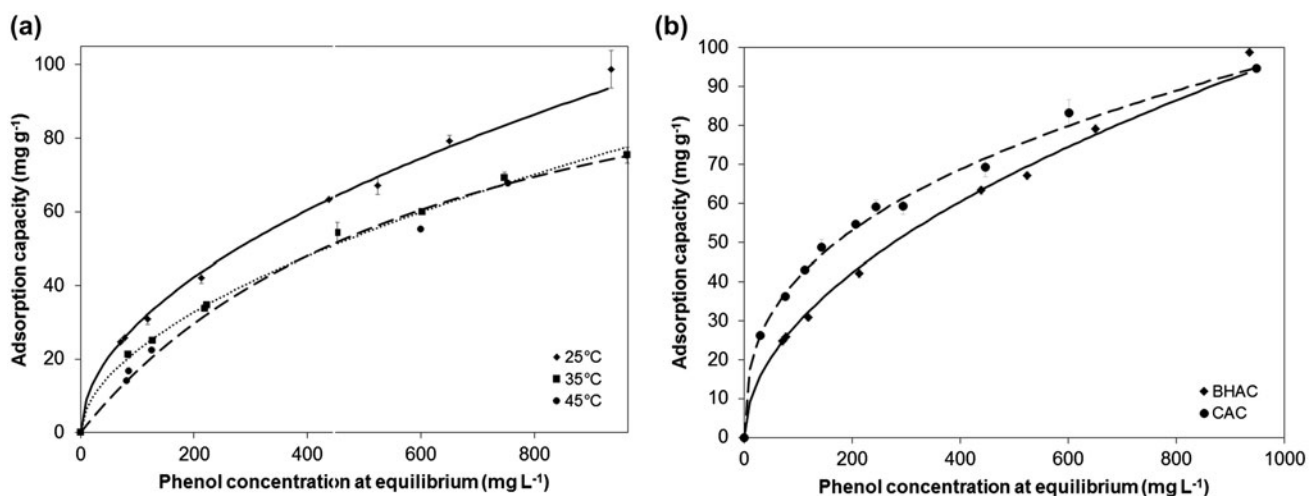 (a)
100
80
60
40
20
0
Adsorption capacity (mg g-1)
0 200 400 600 800
Phenol concentration at equilibrium (mg L-1)
25°C
35°C
45°C
(b)
100
90
80
70
60
50
40
30
20
10
0
Adsorption capacity (mg g-1)
0 200 400 600 800 1000
Phenol concentration at equilibrium (mg L-1)
BHAC
CAC